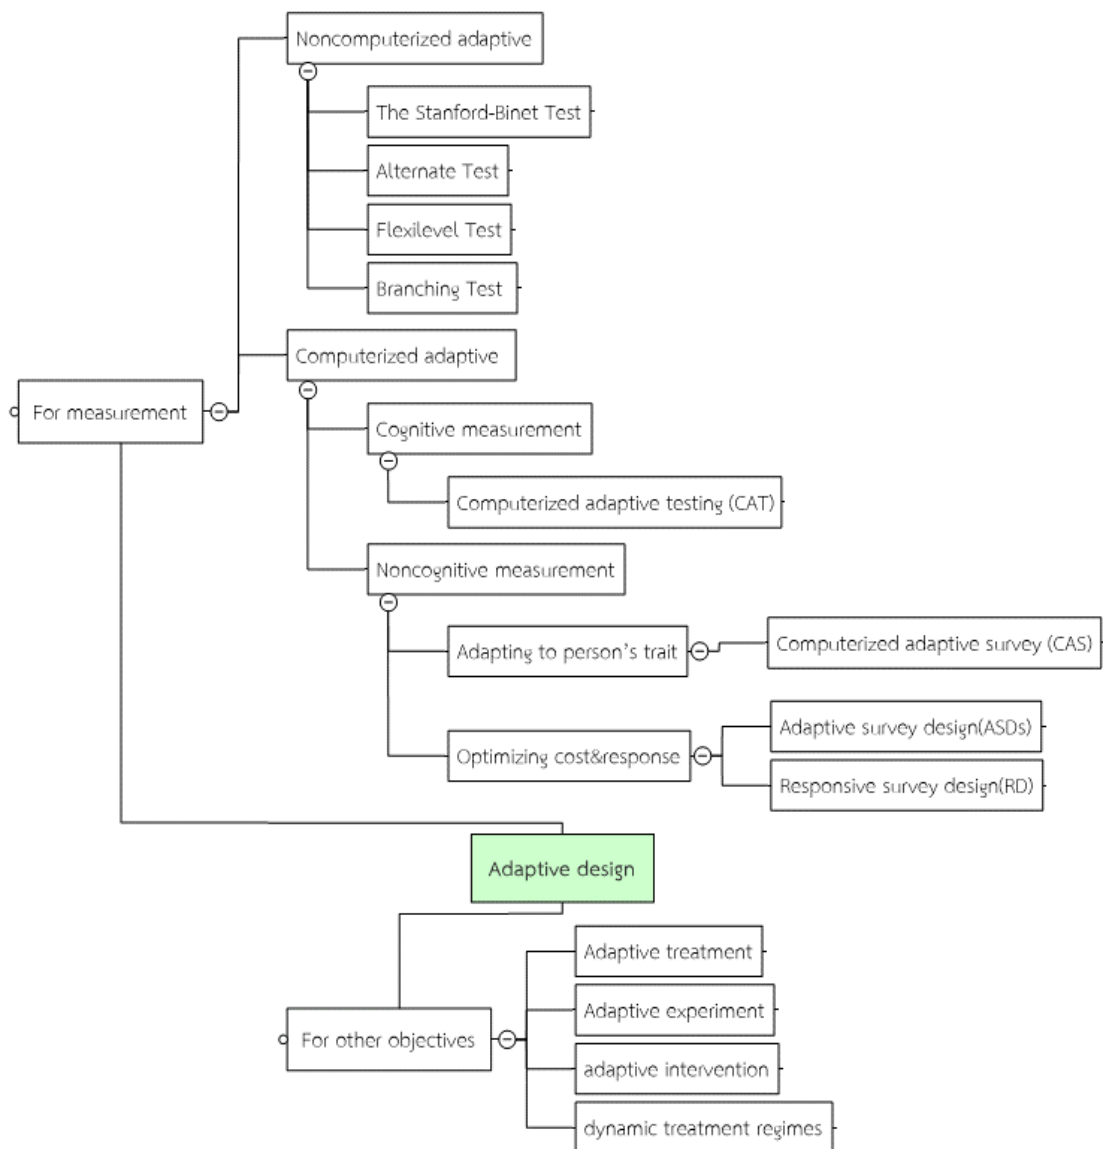 Noncomputerized adaptive
The Stanford-Binet Test
Alternate Test
Flexilevel Test
Branching Test
Computerized adaptive
For measurement
Cognitive measurement
Computerized adaptive testing (CAT)
Noncognitive measurement
Adapting to person's trait
Computerized adaptive survey (CAS)
Optimizing cost&response
Adaptive survey design(ASDs)
Responsive survey design(RD)
Adaptive design
Adaptive treatment
Adaptive experiment
For other objectives
adaptive intervention
dynamic treatment regimes